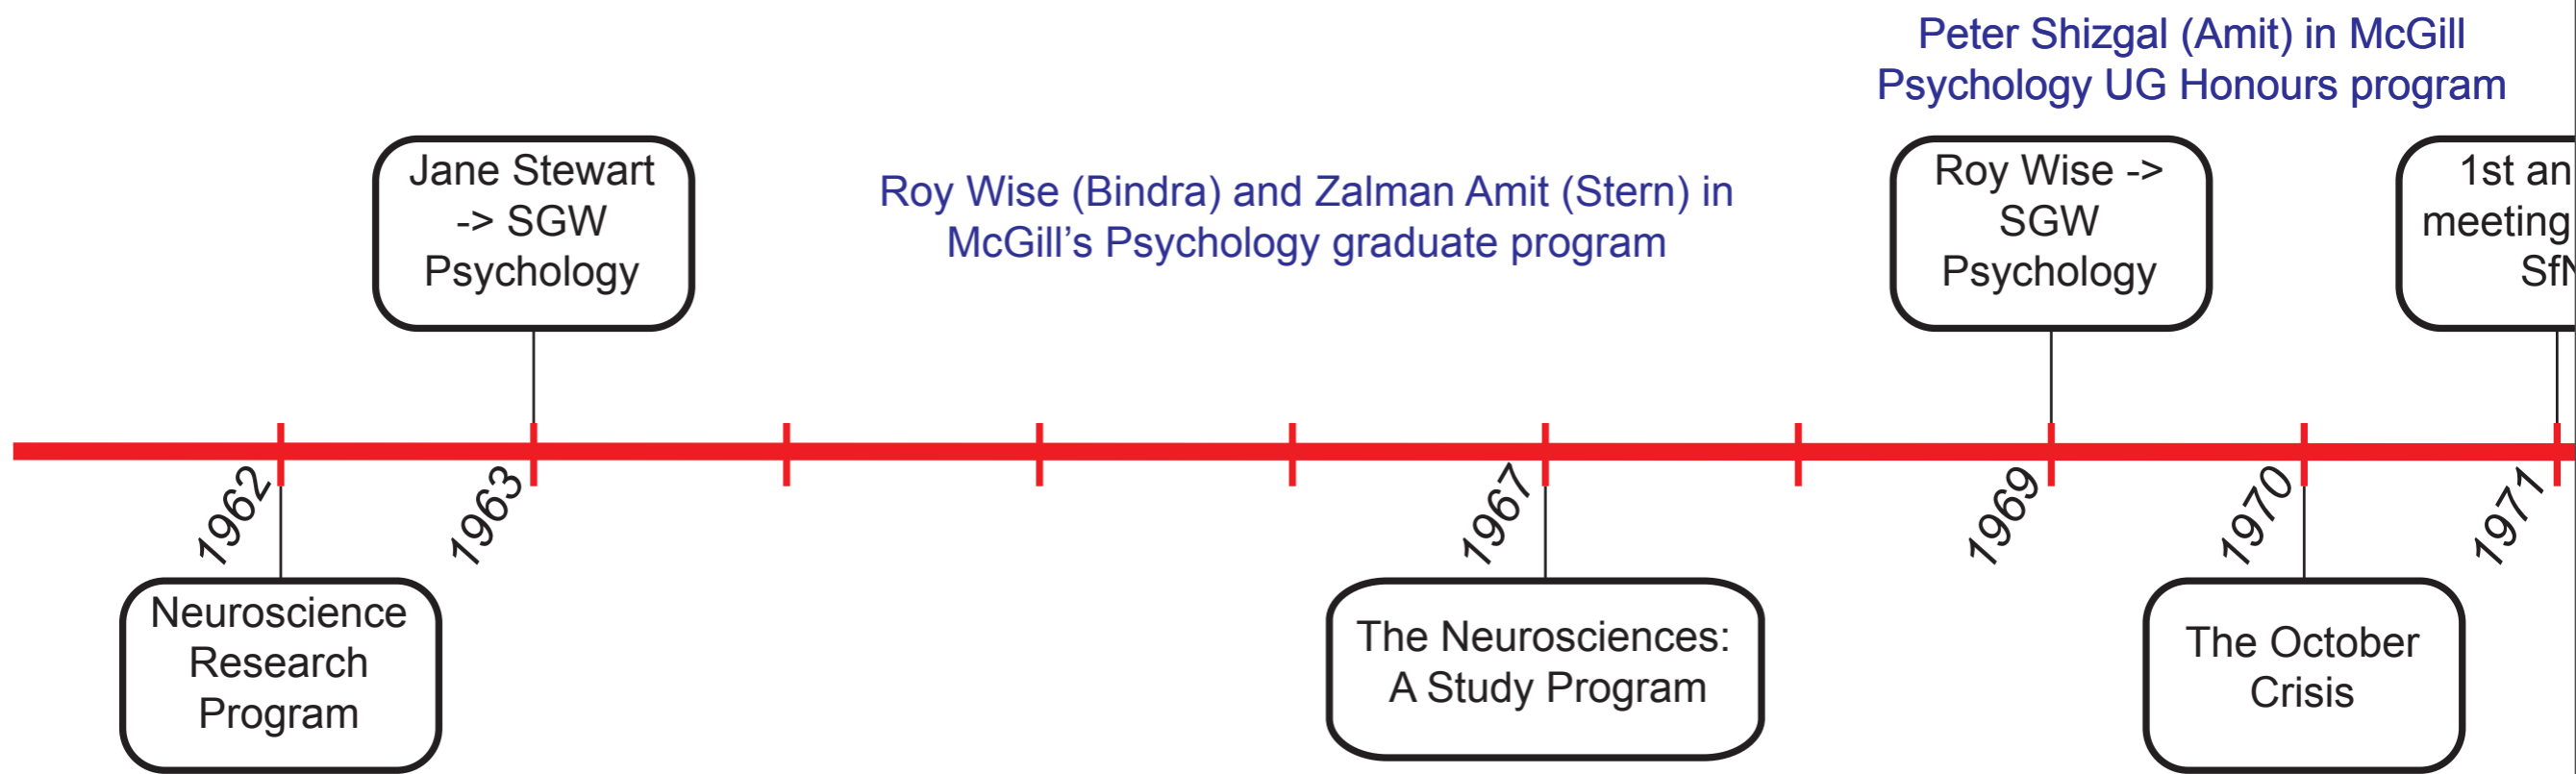 Peter Shizgal (Amit) in McGill
Psychology UG Honours program
Jane Stewart
-> SGW
Psychology
Roy Wise (Bindra) and Zalman Amit (Stern) in
McGill’s Psychology graduate program
Roy Wise ->
SGW
Psychology
1st
meeting
1962
1963
1967
1969
1970
1971
Neuroscience
Research
Program
The Neurosciences:
A Study Program
The October
Crisis